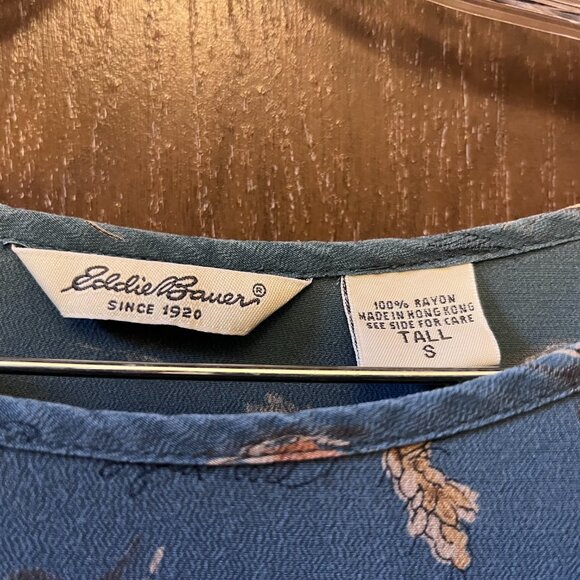 Eddie Bauer®
SINCE 1920
100% RAYON
MADE IN HONG KONG
SEE SIDE FOR CARE
TALL
S